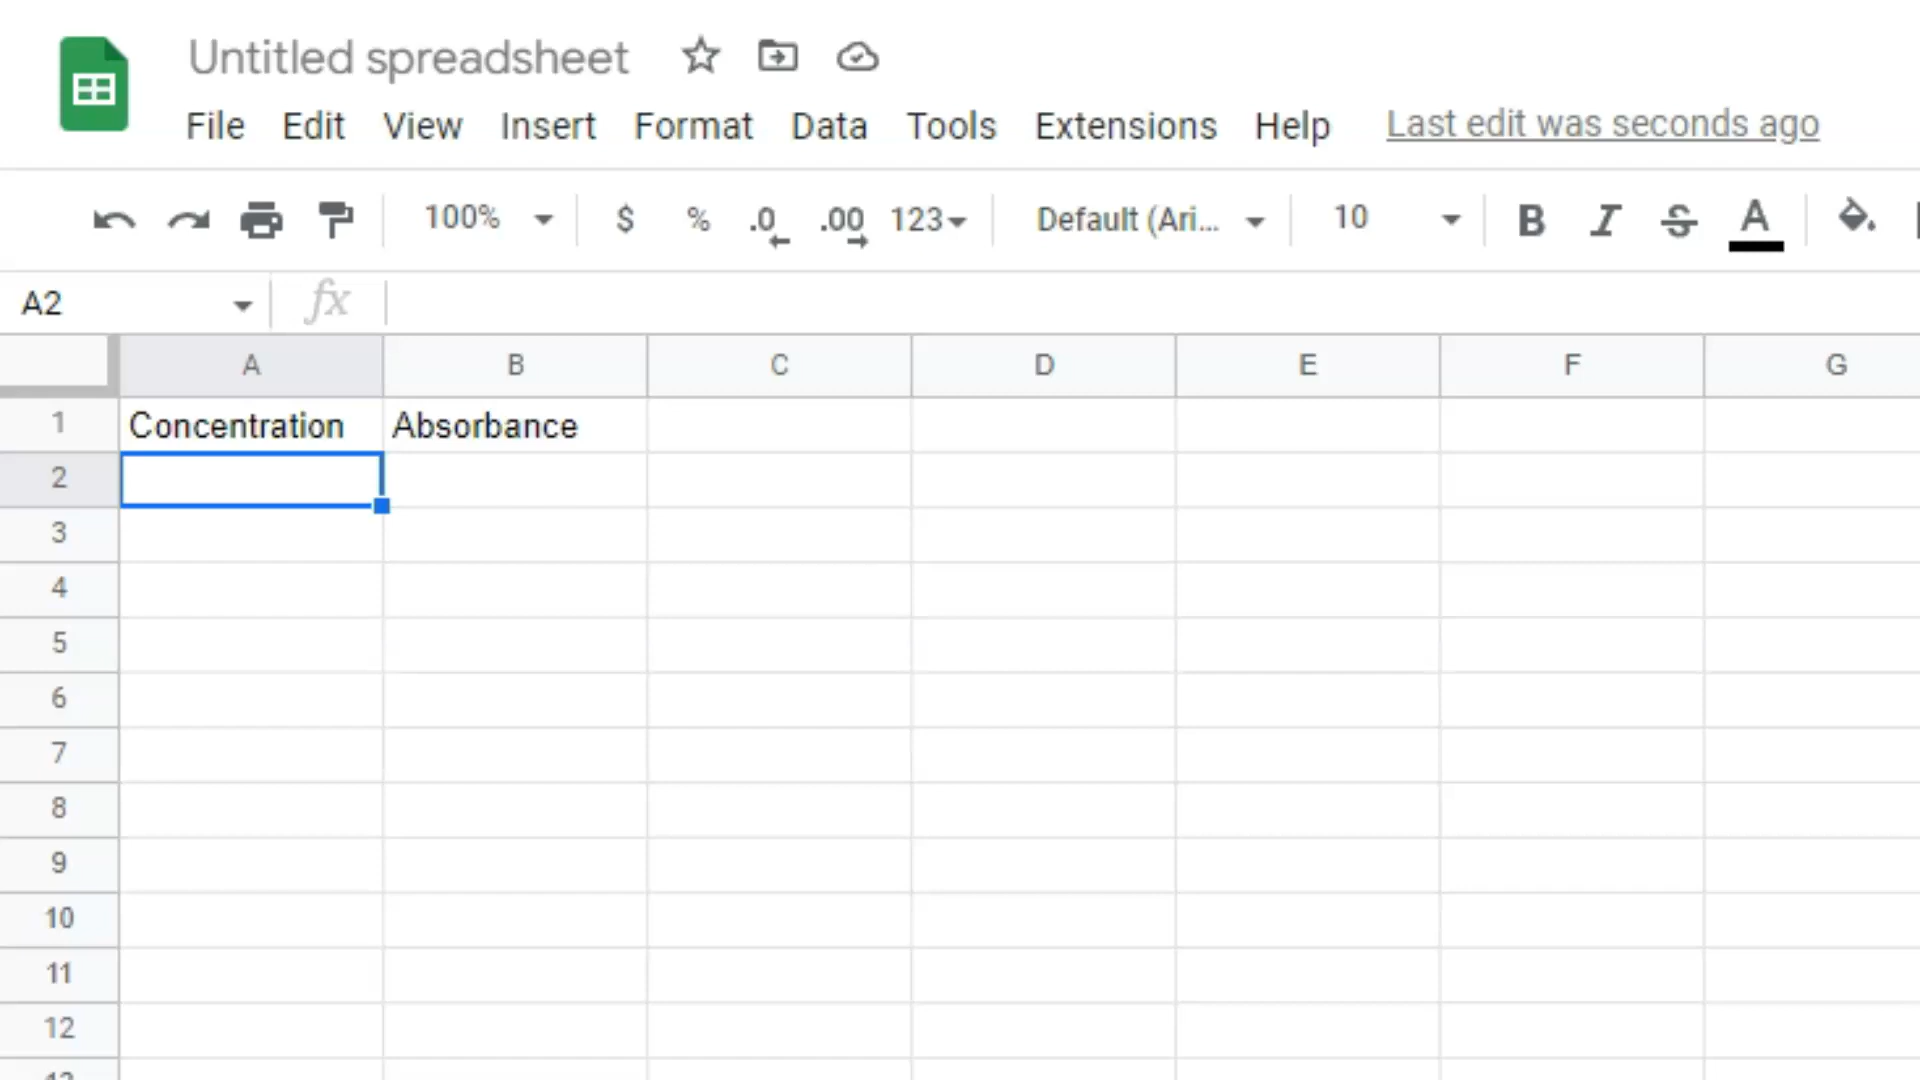 Untitled spreadsheet
File Edit View Insert Format Data Tools Extensions Help Last edit was seconds ago
100% $ % .0 .00 123 Default (Ari... 10 B I S A
A2 fx
A B C D E F G
1 Concentration Absorbance
2
3
4
5
6
7
8
9
10
11
12